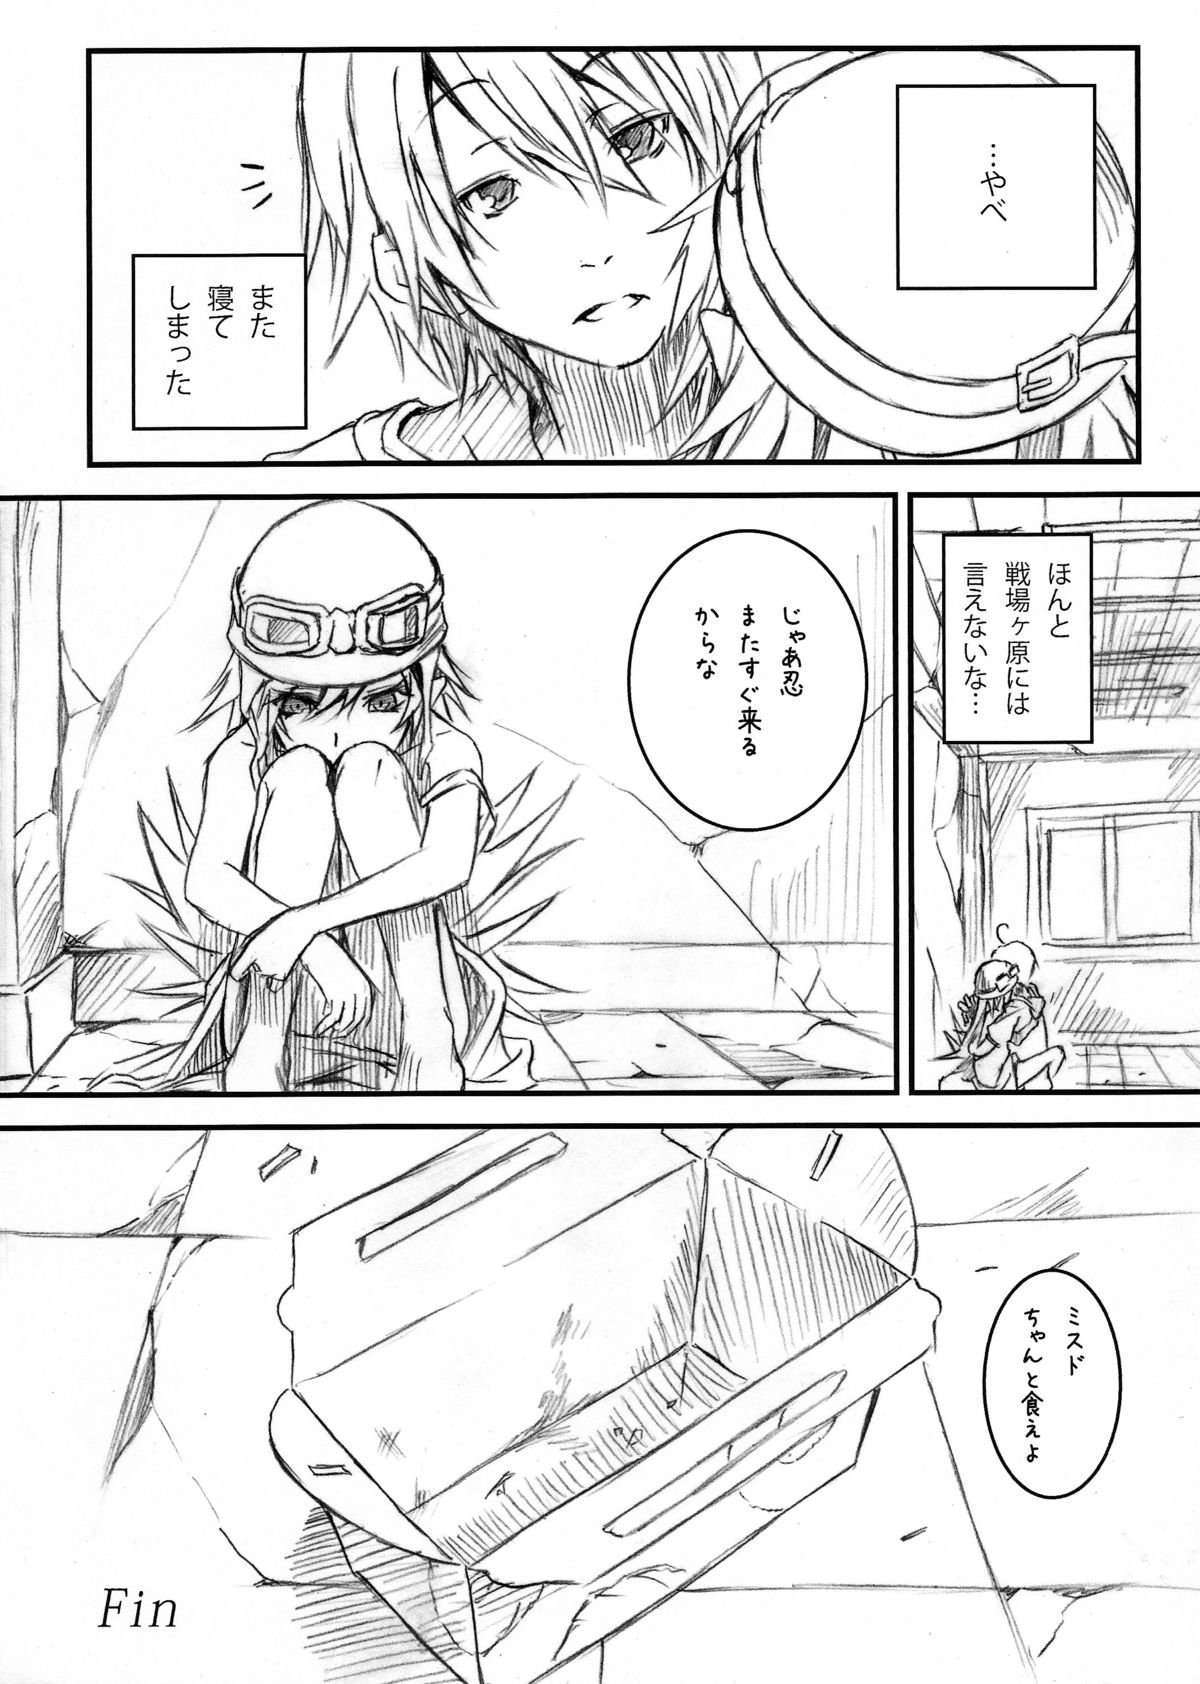 …やべ
また
寝て
しまった
ほんと
戦場ヶ原には
言えないな…
じゃあ忍
またすぐ来る
からな
ミスド
ちゃんと食えよ
Fin